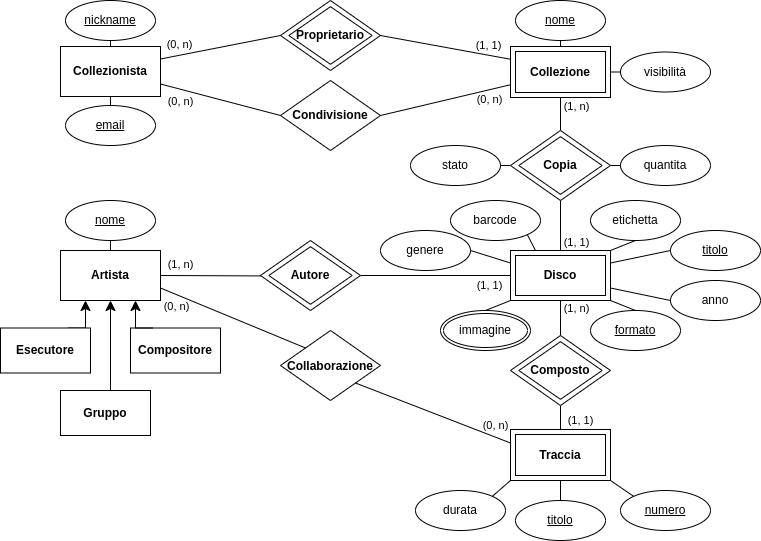 nickname
nome
(0, n)
Proprietario
(1, 1)
Collezionista
Collezione
visibilità
(0, n)
(0, n)
(1, n)
Condivisione
email
stato
Copia
quantita
nome
barcode
etichetta
genere
(1, 1)
titolo
(1, n)
Artista
Autore
Disco
(1, 1)
anno
(0, n)
(1, n)
immagine
formato
Esecutore
Compositore
Collaborazione
Composto
Gruppo
(0, n)
(1, 1)
Traccia
durata
titolo
numero